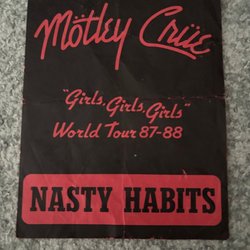 Mötley Crüe
"Girls, Girls, Girls"
World Tour 87-88
NASTY HABITS